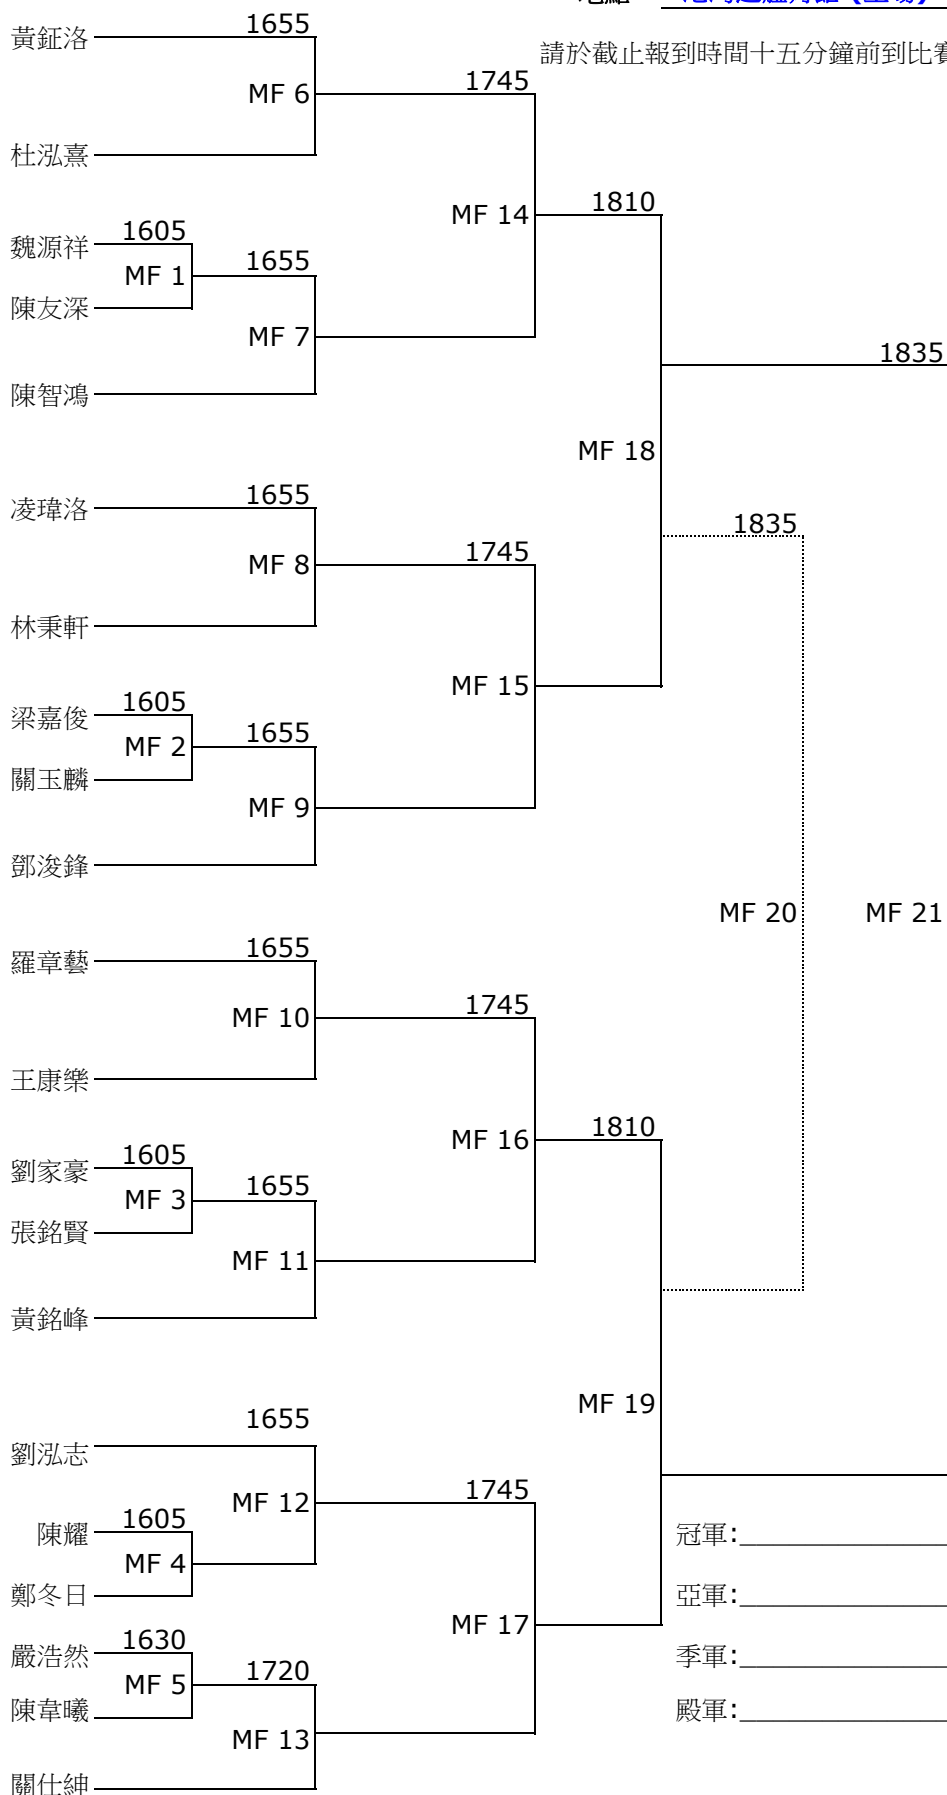 1655
黃鉦洛
請於截止報到時間十五分鐘前到比賽
MF 6
1745
杜泓熹
1810
MF 14
1605
魏源祥
1655
MF 1
陳友深
MF 7
1835
陳智鴻
MF 18
1655
凌瑋洛
1835
1745
MF 8
林秉軒
MF 15
1605
梁嘉俊
1655
MF 2
關玉麟
MF 9
鄧浚鋒
MF 20
MF 21
1655
羅章藝
1745
MF 10
王康樂
1810
MF 16
1605
劉家豪
1655
MF 3
張銘賢
MF 11
黃銘峰
MF 19
1655
劉泓志
1745
MF 12
1605
陳耀
冠軍:
MF 4
鄭冬日
亞軍:
MF 17
1630
嚴浩然
季軍:
1720
MF 5
陳韋曦
殿軍:
MF 13
關仕紳